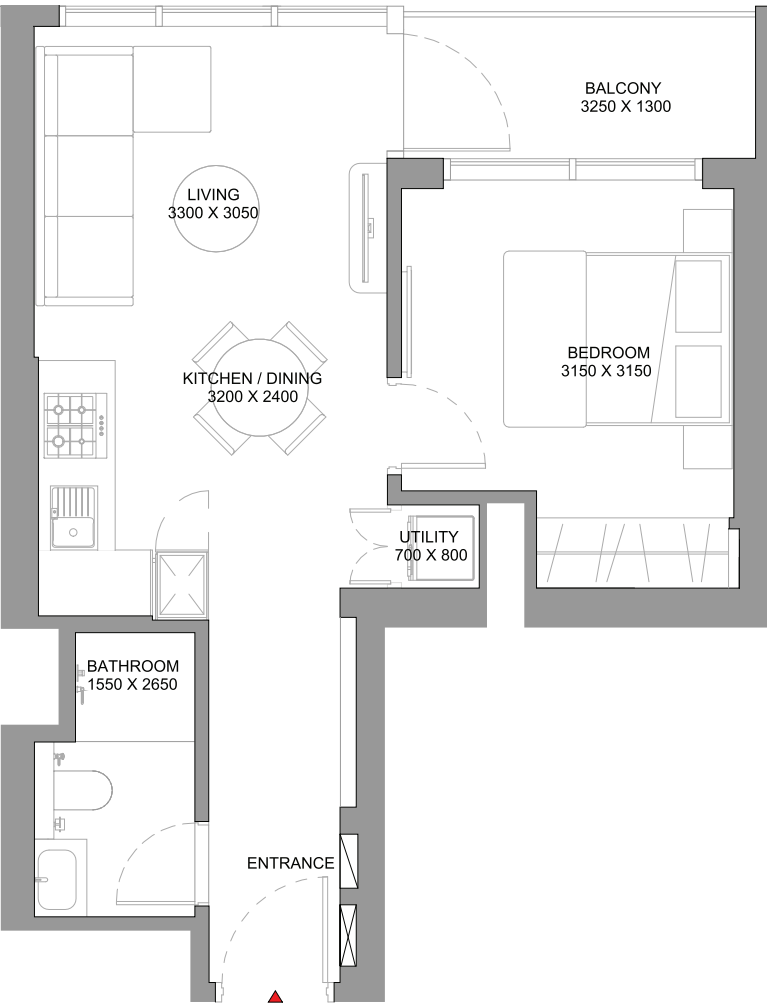 BALCONY
3250 X 1300
LIVING
3300 X 3050
BEDROOM
3150 X 3150
KITCHEN / DINING
3200 X 2400
UTILITY
700 X 800
BATHROOM
1550 X 2650
ENTRANCE